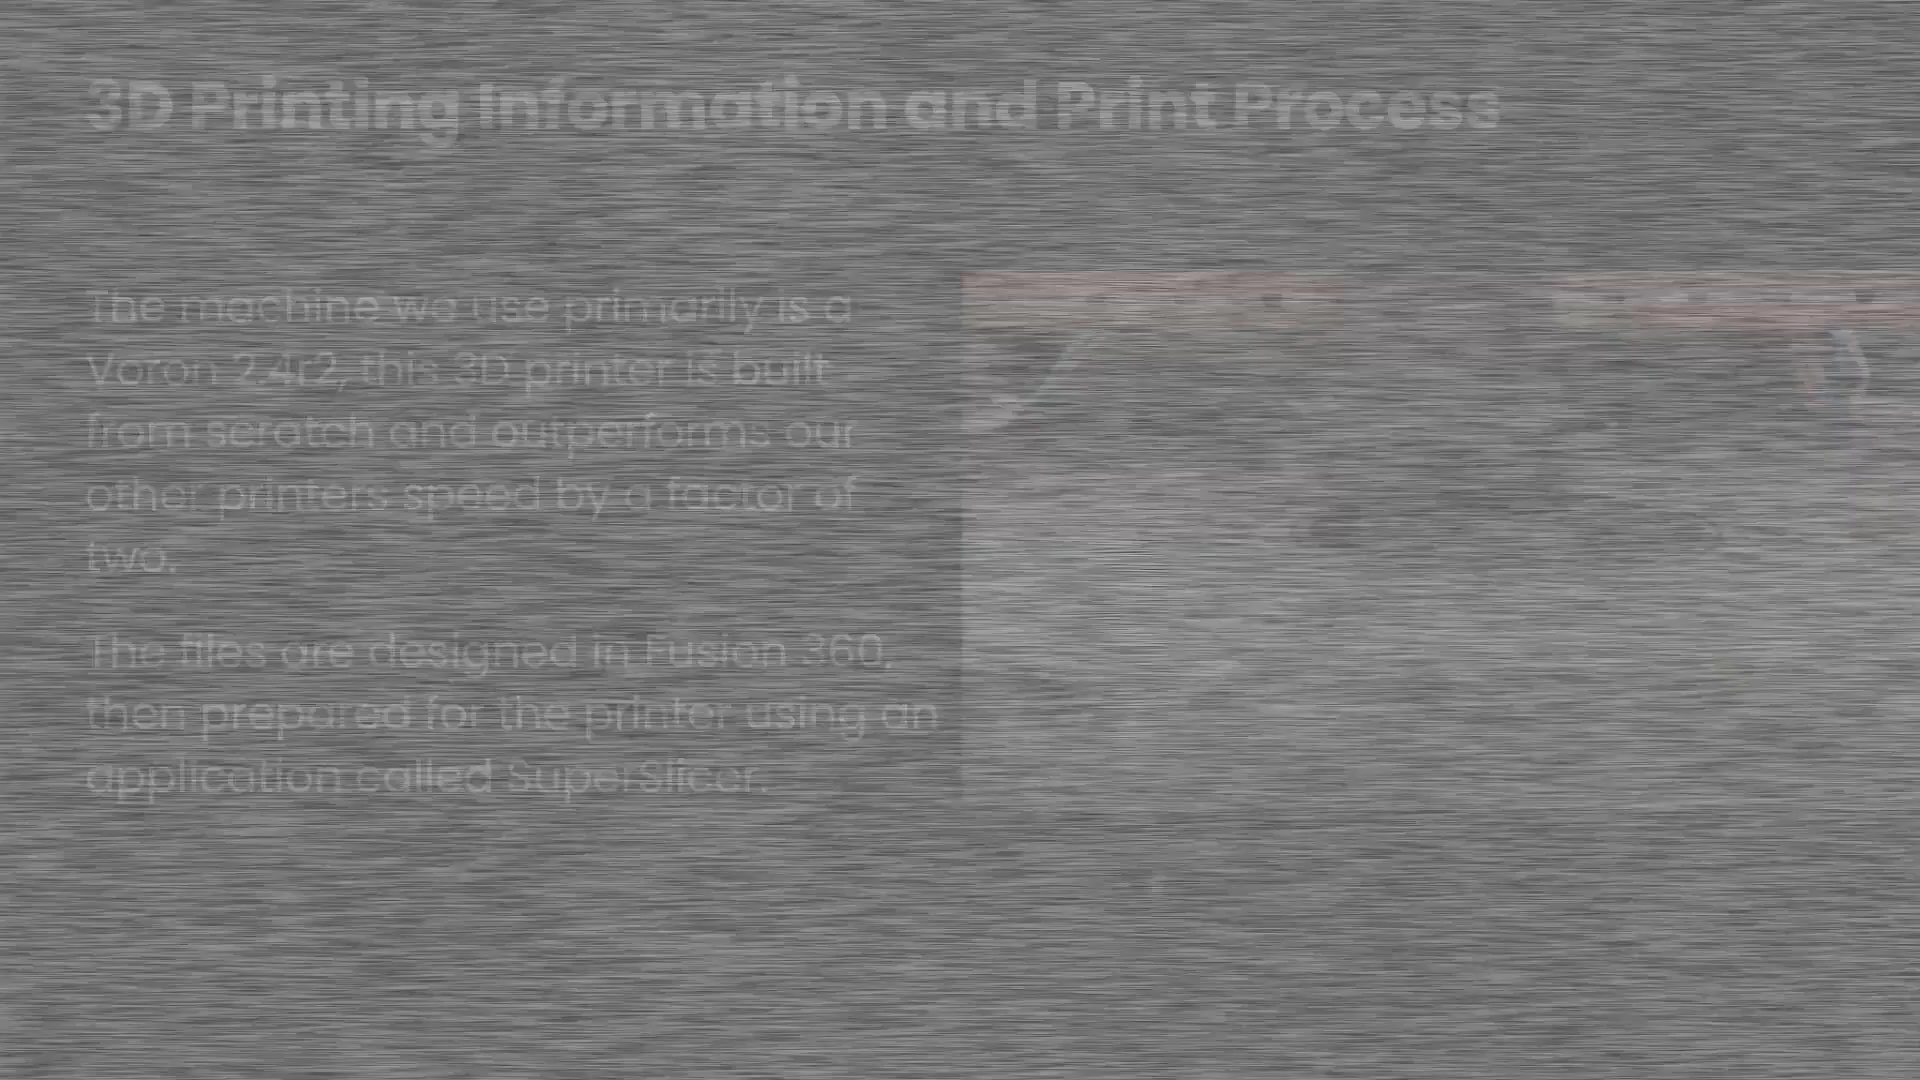 3D Printing Information and Print Process
The machine we use primarily is a
Voron 2.4r2, this 3D printer is built
from scratch and outperforms our
other printers speed by a factor of
two.
The files are designed in Fusion 360,
then prepared for the printer using an
application called SuperSlicer.